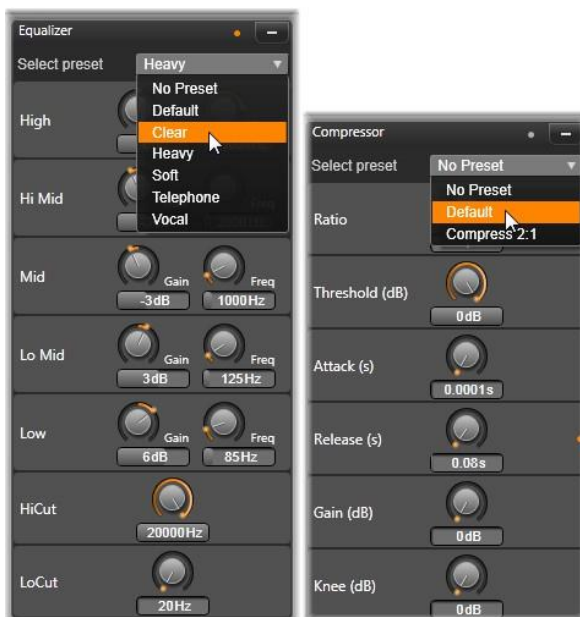 Equalizer
Select preset Heavy
No Preset
Default
Clear
Heavy
Soft
Telephone
Vocal
High
Hi Mid
Mid
Gain Freq
-3dB 1000Hz
Lo Mid
Gain Freq
3dB 125Hz
Low
Gain Freq
6dB 85Hz
HiCut
20000Hz
LoCut
20Hz
Compressor
Select preset No Preset
No Preset
Default
Compress 2:1
Ratio
Threshold (dB)
0dB
Attack (s)
0.0001s
Release (s)
0.08s
Gain (dB)
0dB
Knee (dB)
0dB